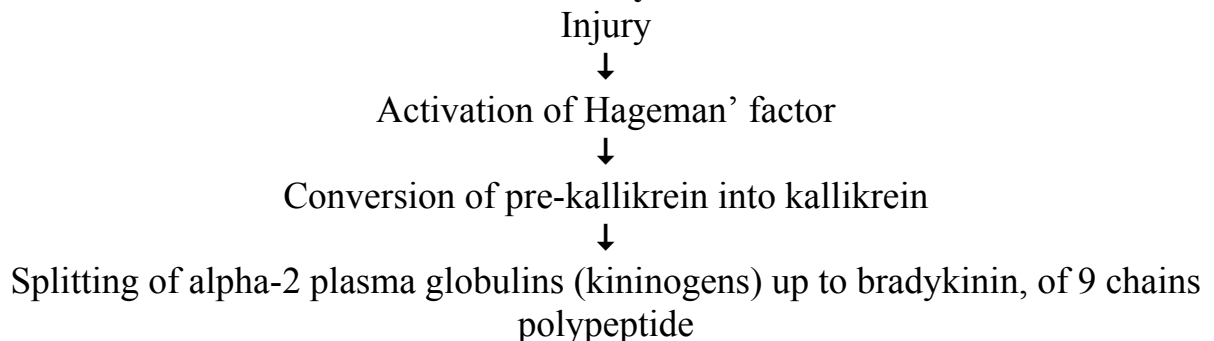 Injury
↓
Activation of Hageman’ factor
↓
Conversion of pre-kallikrein into kallikrein
↓
Splitting of alpha-2 plasma globulins (kininogens) up to bradykinin, of 9 chains
polypeptide